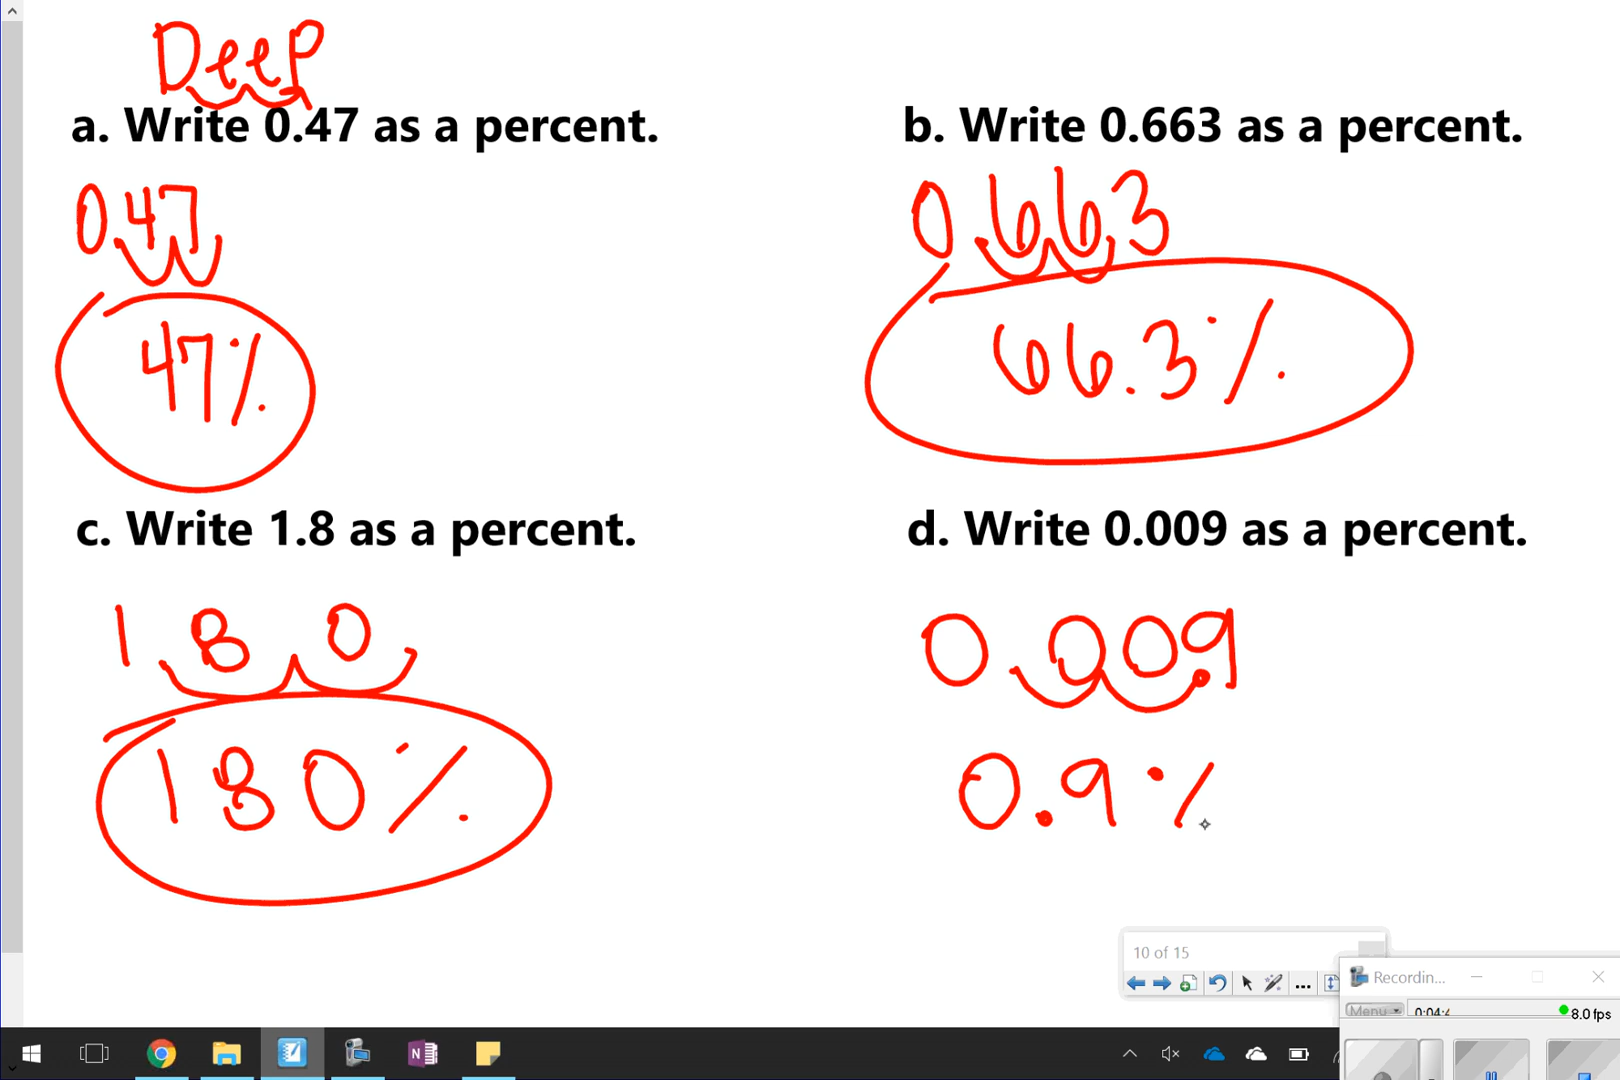 Deep
a. Write 0.47 as a percent.
0.47
47%
b. Write 0.663 as a percent.
0.663
66.3%
c. Write 1.8 as a percent.
1.80.
180%
d. Write 0.009 as a percent.
0.009
0.9%
10 of 15
Recordin...
Menu
8.0 fps
N